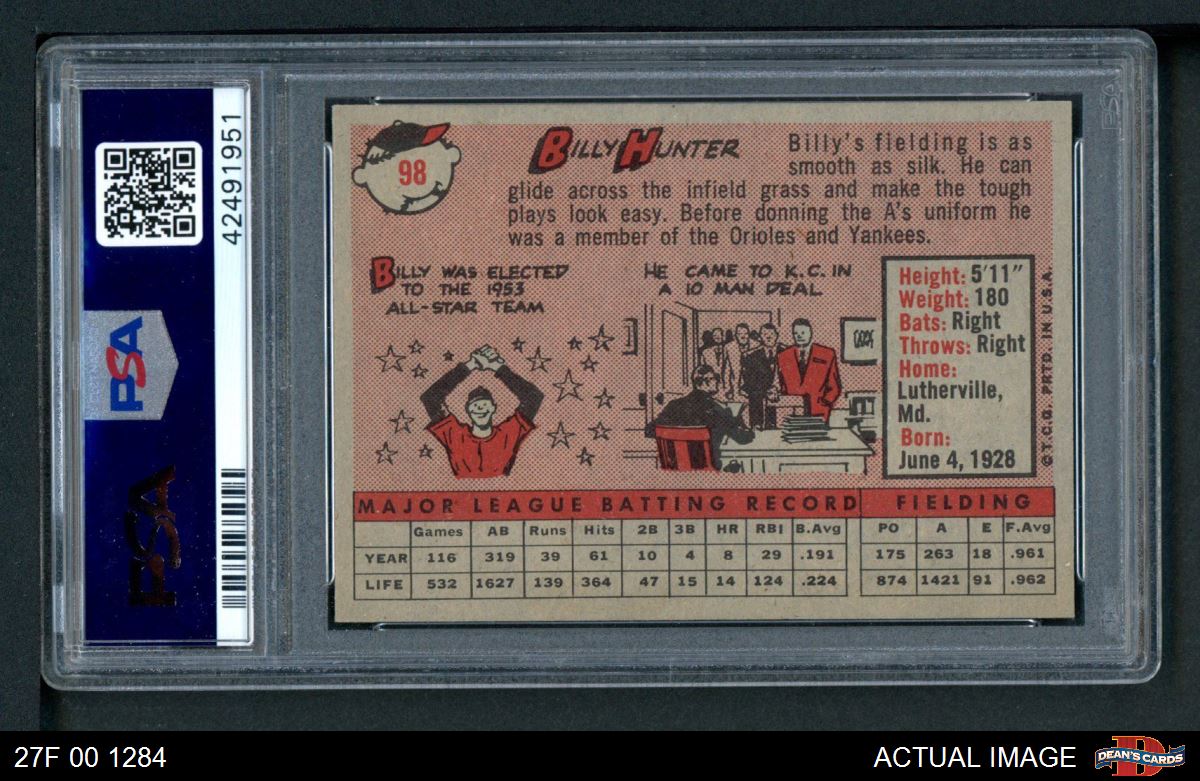 42491951
PSA
PSA
PSA
98
BILLY HUNTER
Billy's fielding is as
smooth as silk. He can
glide across the infield grass and make the tough
plays look easy. Before donning the A's uniform he
was a member of the Orioles and Yankees.
BILLY WAS ELECTED
TO THE 1953
ALL-STAR TEAM
HE CAME TO K.C. IN
A 10 MAN DEAL
Height: 5'11"
Weight: 180
Bats: Right
Throws: Right
Home:
Lutherville,
Md.
Born:
June 4, 1928
© T.C.G. PRTD. IN U.S.A.
MAJOR LEAGUE BATTING RECORD FIELDING
Games AB Runs Hits 2B 3B HR RBI B.Avg PO A E F.Avg
YEAR 116 319 39 61 10 4 8 29 .191 175 263 18 .961
LIFE 532 1627 139 364 47 15 14 124 .224 874 1421 91 .962
27F 00 1284
ACTUAL IMAGE
DEAN'S CARDS